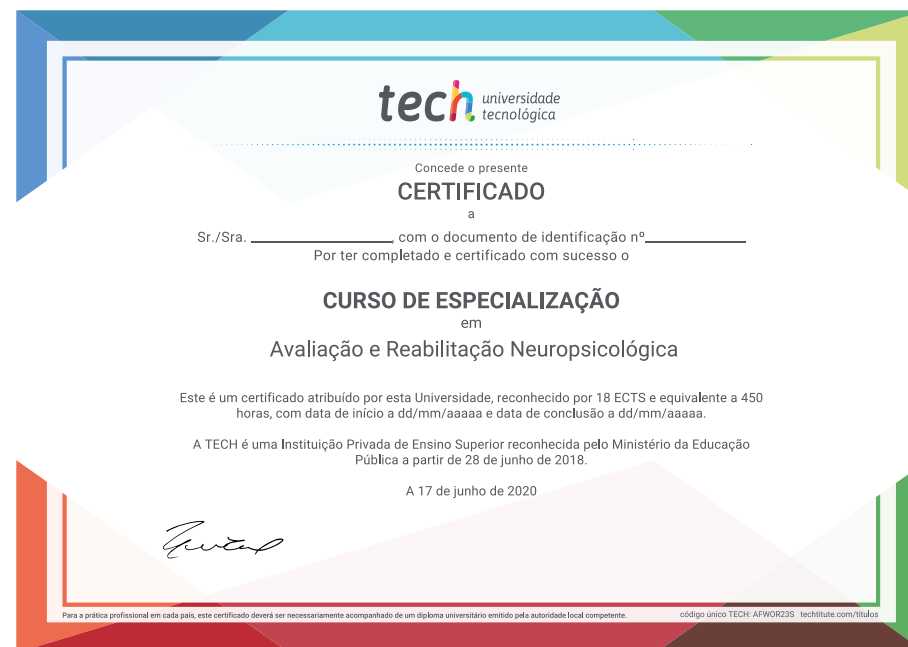 tech universidade
tecnológica
Concede o presente
CERTIFICADO
a
Sr./Sra. ____________, com o documento de identificação nº____________
Por ter completado e certificado com sucesso o
CURSO DE ESPECIALIZAÇÃO
em
Avaliação e Reabilitação Neuropsicológica
Este é um certificado atribuído por esta Universidade, reconhecido por 18 ECTS e equivalente a 450
horas, com data de início a dd/mm/aaaaa e data de conclusão a dd/mm/aaaaa.
A TECH é uma Instituição Privada de Ensino Superior reconhecida pelo Ministério da Educação
Pública a partir de 28 de junho de 2018.
A 17 de junho de 2020
Para a prática profissional em cada país, este certificado deverá ser necessariamente acompanhado de um diploma universitário emitido pela autoridade local competente.
código único TECH: AFWOR23S techtitute.com/titulos